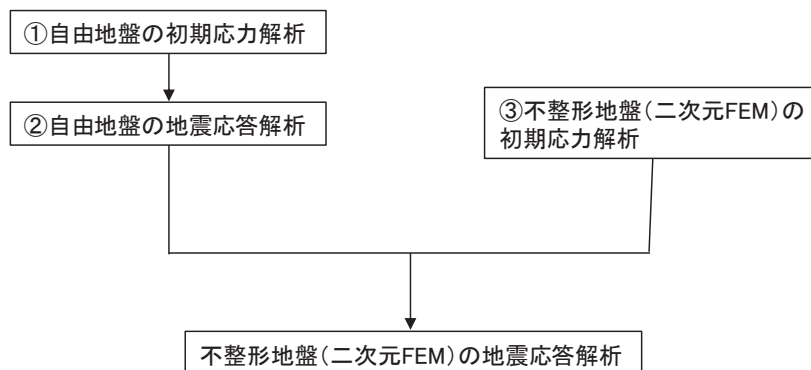 ①自由地盤の初期応力解析
②自由地盤の地震応答解析
③不整形地盤(二次元FEM)の
初期応力解析
不整形地盤(二次元FEM)の地震応答解析